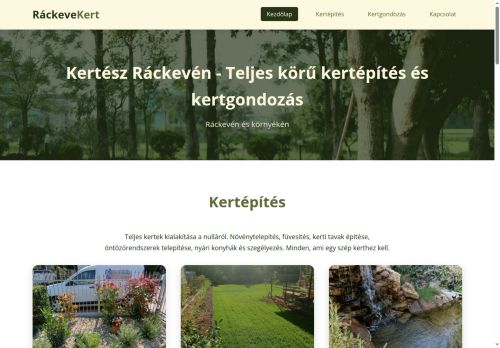 RáckeveKert
Kezdőlap
Kertépítés
Kertgondozás
Kapcsolat
Kertész Ráckevén - Teljes körű kertépítés és
kertgondozás
Ráckevén és környékén
Kertépítés
Teljes kertek kialakítása a nulláról. Növénytelepítés, füvesítés, kerti tavak építése,
öntözőrendszerek telepítése, nyári konyhák és szegélyezés. Minden, ami egy szép kerthez kell.